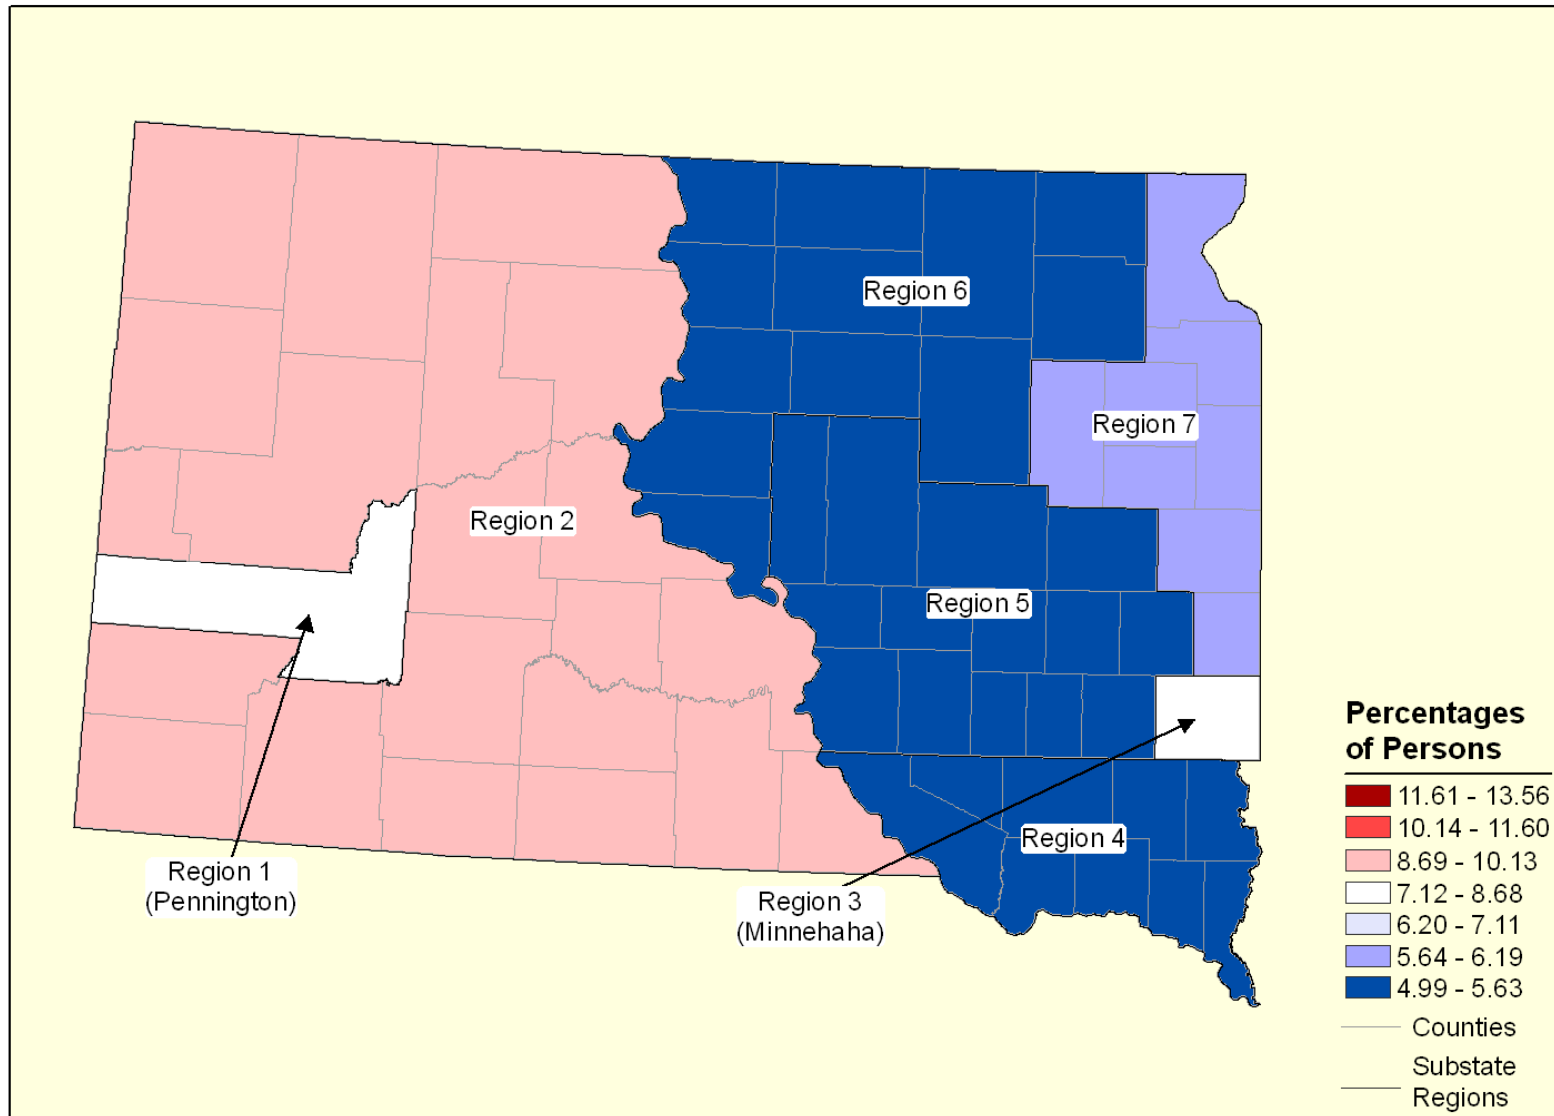 Region 6
Region 7
Region 2
Region 5
Region 4
Region 1
(Pennington)
Region 3
(Minnehaha)
Percentages
of Persons
11.61 - 13.56
10.14 - 11.60
8.69 - 10.13
7.12 - 8.68
6.20 - 7.11
5.64 - 6.19
4.99 - 5.63
Counties
Substate
Regions